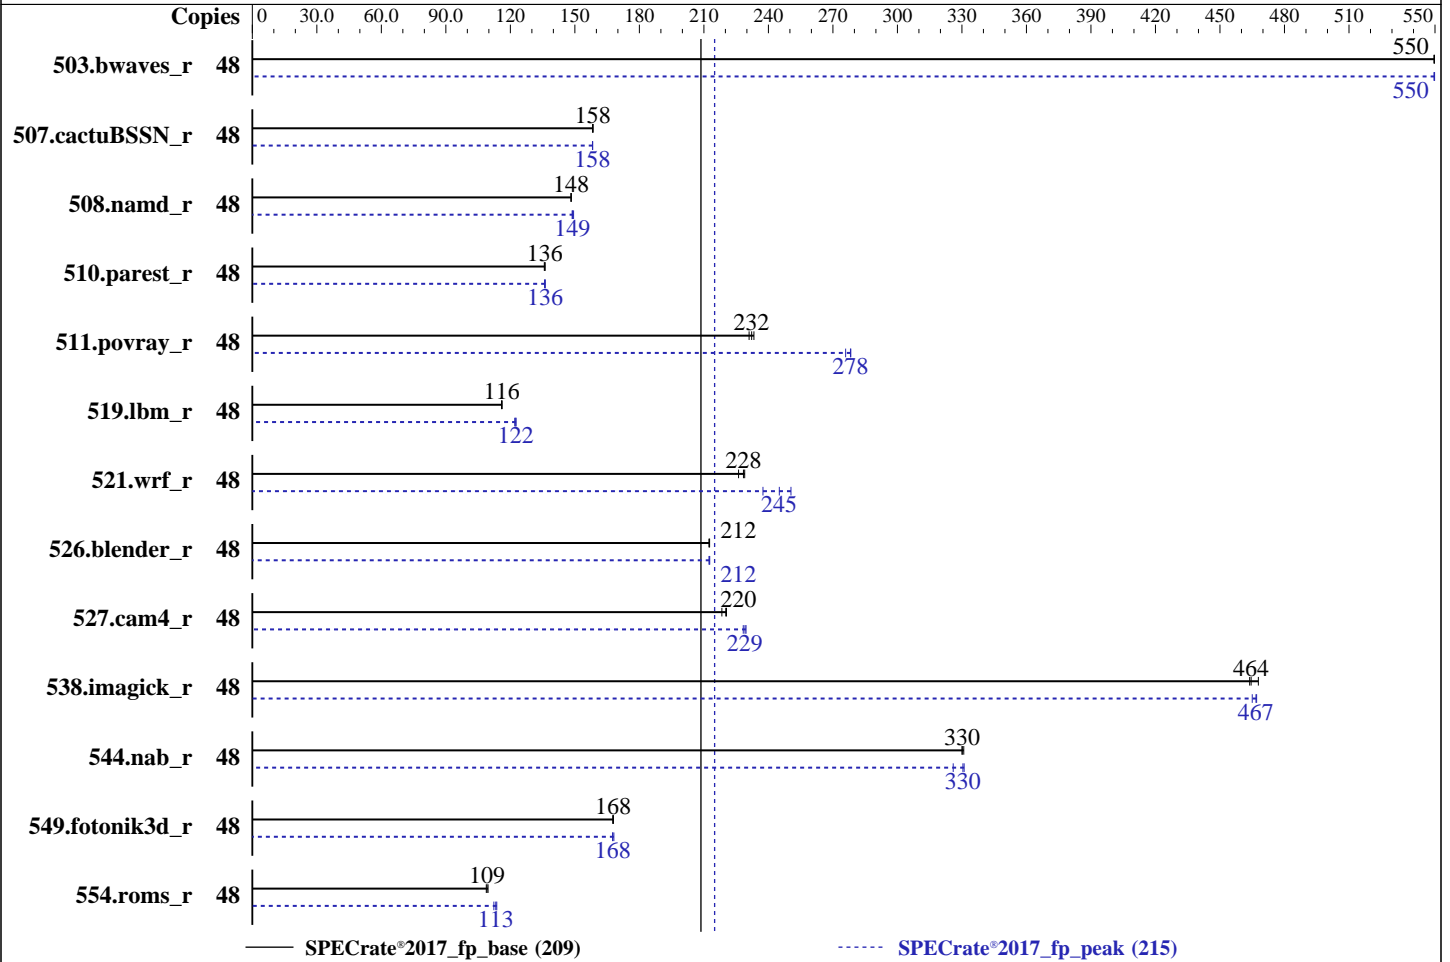 Copies 0 30.0 60.0 90.0 120 150 180 210 240 270 300 330 360 390 420 450 480 510 550
503.bwaves_r 48 550
550
507.cactuBSSN_r 48 158
158
508.namd_r 48 148
149
510.parest_r 48 136
136
511.povray_r 48 232
278
519.lbm_r 48 116
122
521.wrf_r 48 228
245
526.blender_r 48 212
212
527.cam4_r 48 220
229
538.imagick_r 48 464
467
544.nab_r 48 330
330
549.fotonik3d_r 48 168
168
554.roms_r 48 109
113
SPECrate®2017_fp_base (209) SPECrate®2017_fp_peak (215)